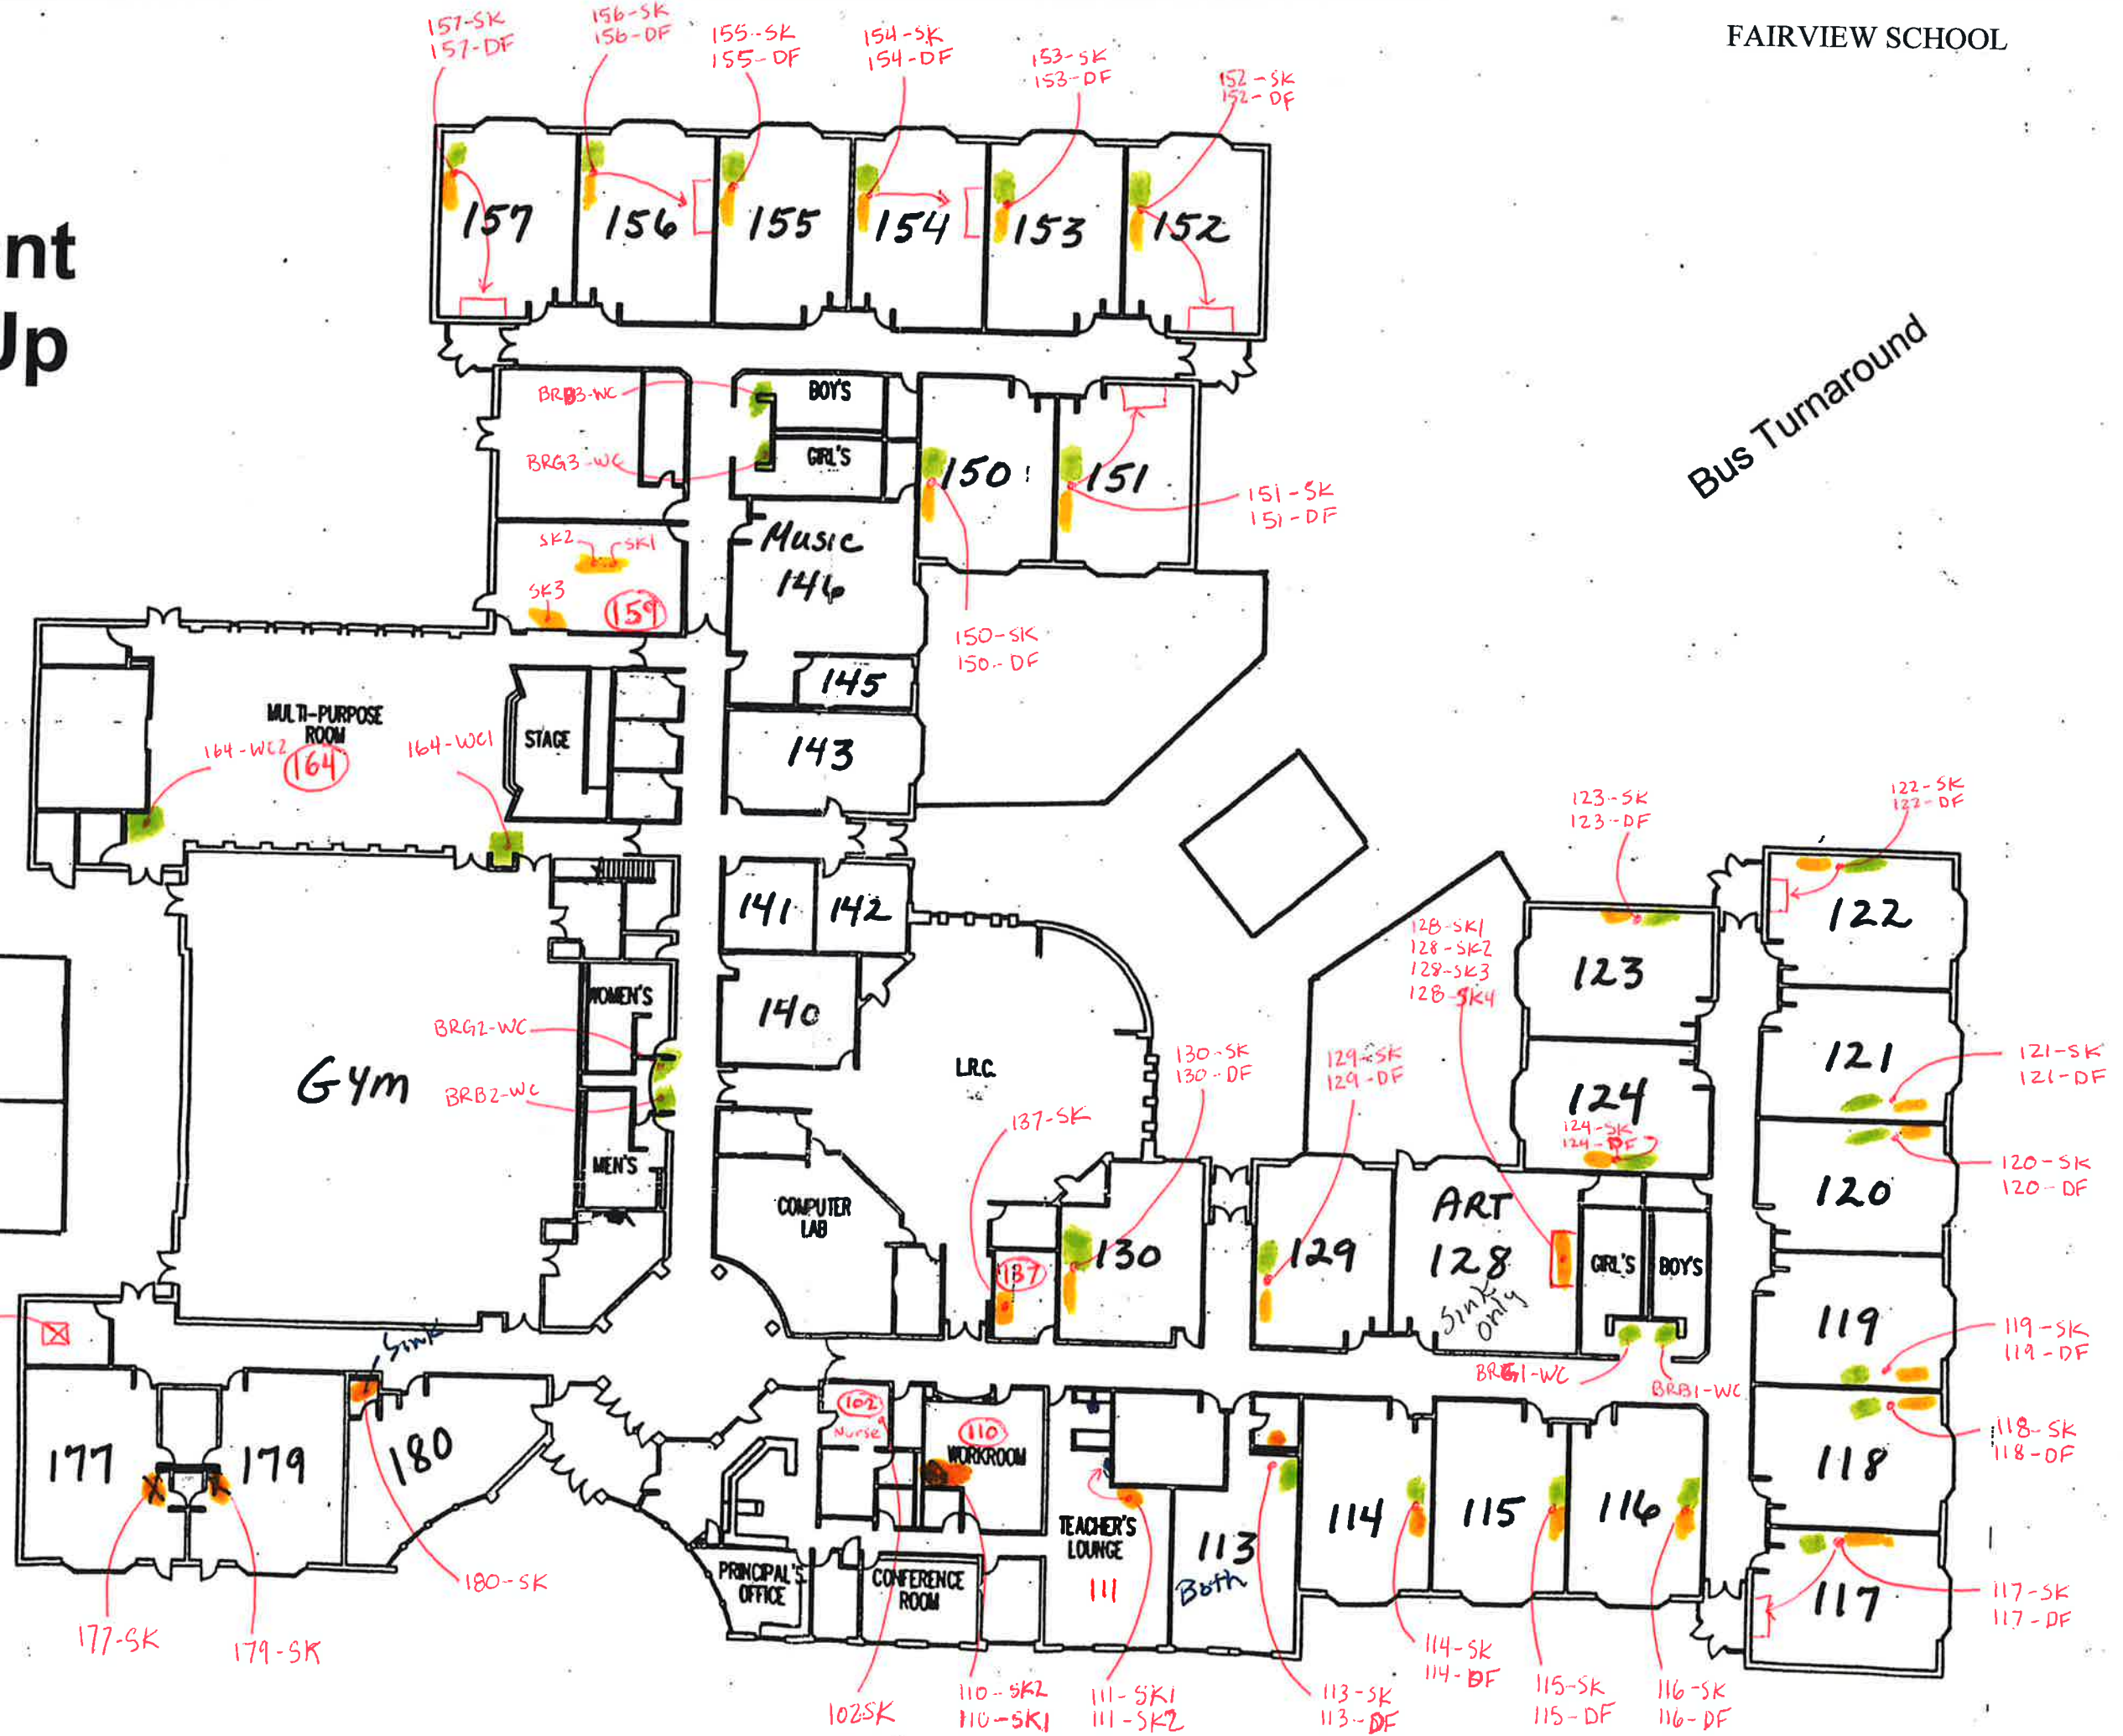 FAIRVIEW SCHOOL
157-SK
157-DF
156-SK
156-DF
155-SK
155-DF
154-SK
154-DF
153-SK
153-DF
152-SK
152-DF
nt
Up
157
156
155
154
153
152
Bus Turnaround
BRB3-WC
BOY'S
BRG3-WC
GIRL'S
150
151
151-SK
151-DF
SK2
SK1
SK3
159
Music
146
150-SK
150-DF
145
MULTI-PURPOSE
ROOM
164-WC2
164
164-WC1
STAGE
143
123-SK
123-DF
122-SK
122-DF
141
142
128-SK1
128-SK2
128-SK3
128-SK4
122
123
WOMEN'S
140
BRG2-WC
Gym
BRB2-WC
MEN'S
L.R.C.
130-SK
130-DF
129-SK
129-DF
137-SK
124
124-SK
124-DF
121
121-SK
121-DF
120
120-SK
120-DF
COMPUTER
LAB
137
130
129
ART
128
Sink
only
GIRL'S
BOY'S
119
119-SK
119-DF
BRG1-WC
BRB1-WC
Sink
177
179
180
102
Nurse
110
WORKROOM
TEACHER'S
LOUNGE
111
113
Both
114
115
116
118
118-SK
118-DF
PRINCIPAL'S
OFFICE
CONFERENCE
ROOM
117
117-SK
117-DF
177-SK
179-SK
180-SK
102SK
110-SK2
110-SK1
111-SK1
111-SK2
113-SK
113-DF
114-SK
114-DF
115-SK
115-DF
116-SK
116-DF